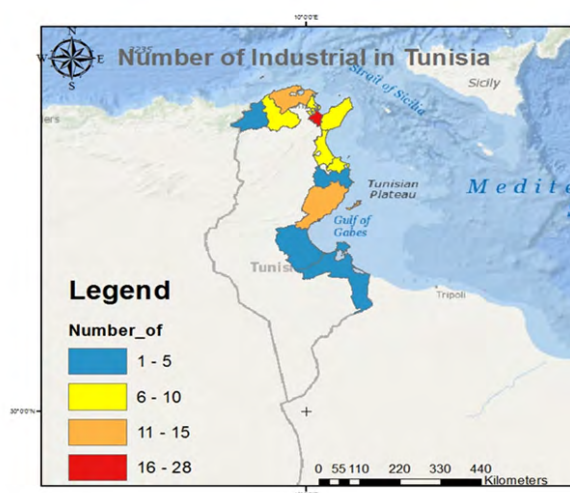 10°0'0"E
N
W E
S
3235
Number of Industrial in Tunisia
Strait of Sicilia
Sicily
iers
Tunisian
Plateau
Medite
Gulf of
Gabes
Tunis
Tripoli
Legend
Number_of
1 - 5
6 - 10
11 - 15
16 - 28
30°0'0"N
0 55 110 220 330 440
Kilometers